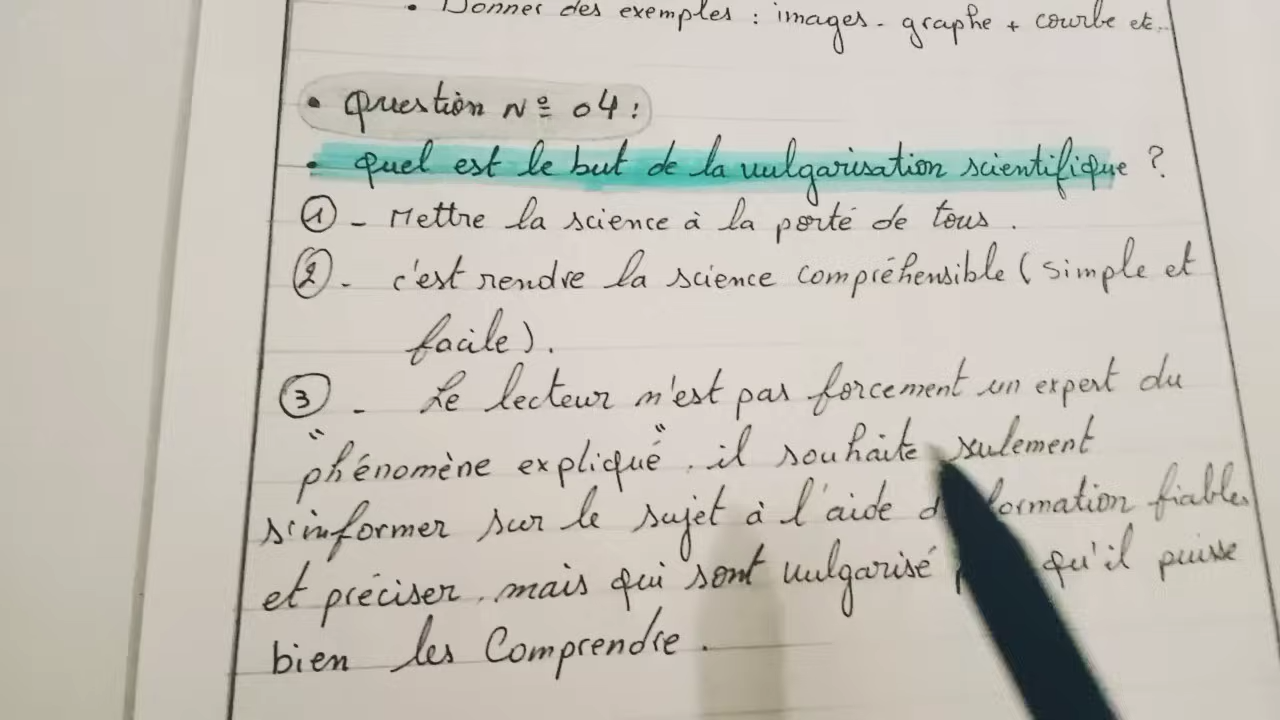 • Donner des exemples : images - graphe + courbe etc..
• Question N° 04 :
• quel est le but de la vulgarisation scientifique ?
① - Mettre la science à la porté de tous .
② - c'est rendre la science compréhensible ( simple et
facile ) .
③ - Le lecteur n'est pas forcement un expert du
"phénomène expliqué" , il souhaite seulement
s'informer sur le sujet à l'aide formation fiables
et préciser , mais qui sont vulgarisé qu'il puisse
bien les Comprendre .